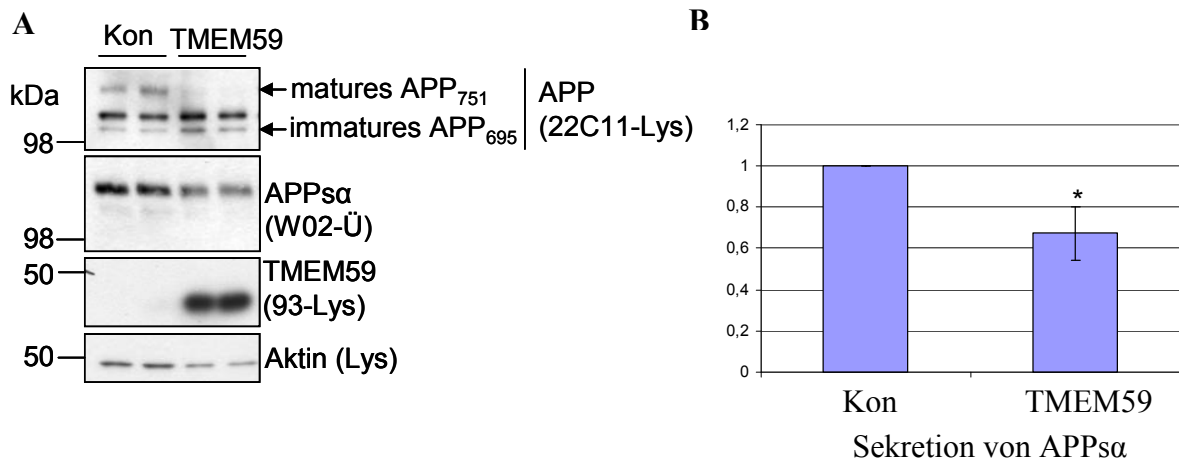 A
Kon TMEM59
kDa
98
matures APP751
immatures APP695
APP
(22C11-Lys)
98
APPsα
(W02-Ü)
50
TMEM59
(93-Lys)
50
Aktin (Lys)
B
1,2
1
0,8
0,6
0,4
0,2
0
*
Kon TMEM59
Sekretion von APPsα